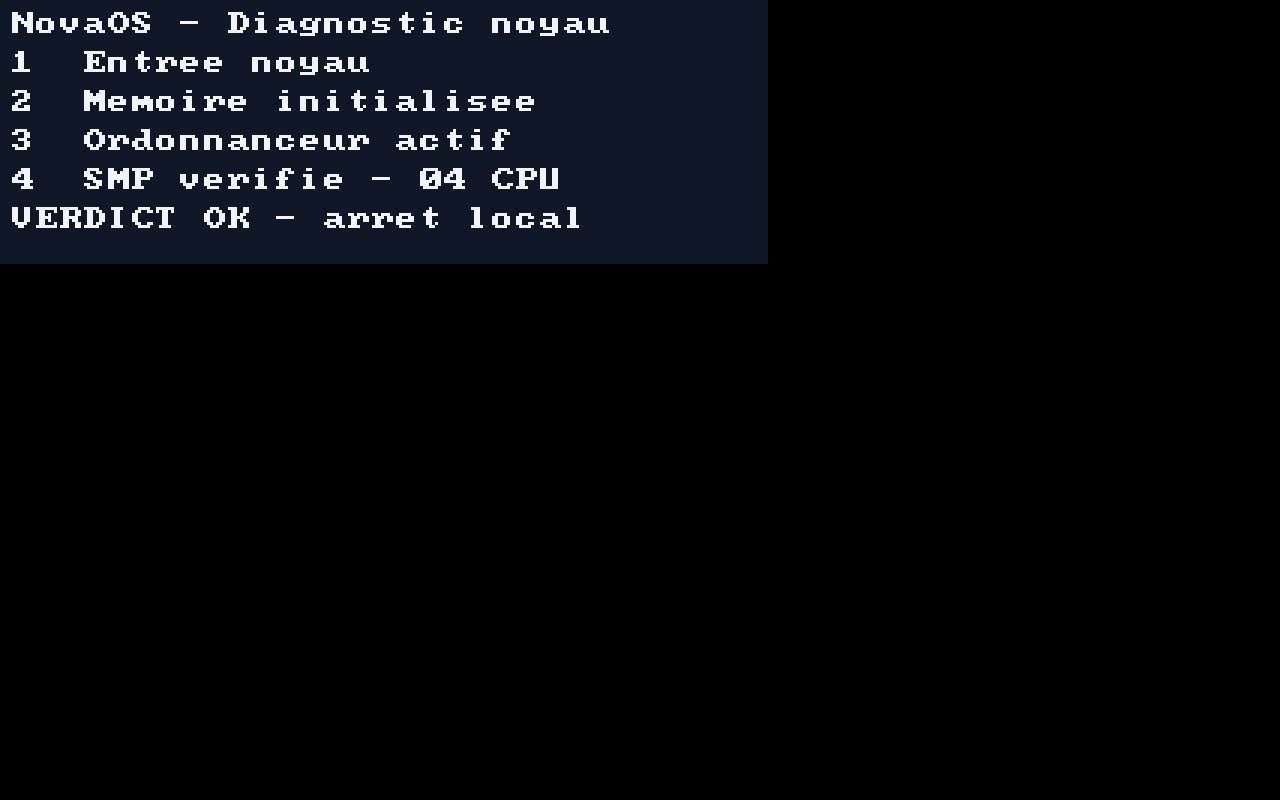 NovaOS - Diagnostic noyau
1  Entree noyau
2  Memoire initialisee
3  Ordonnanceur actif
4  SMP verifie - 04 CPU
VERDICT OK - arret local